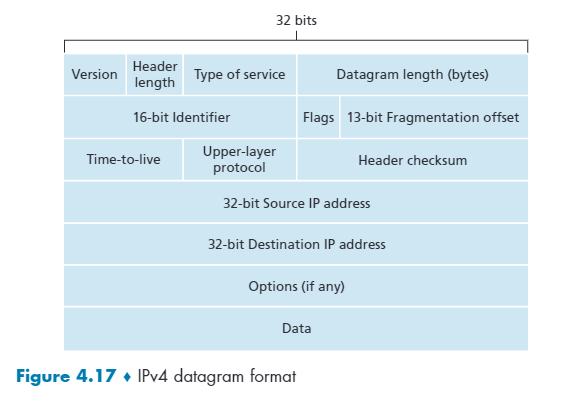 32 bits
Version
Header
length
Type of service
Datagram length (bytes)
16-bit Identifier
Flags
13-bit Fragmentation offset
Time-to-live
Upper-layer
protocol
Header checksum
32-bit Source IP address
32-bit Destination IP address
Options (if any)
Data
Figure 4.17 ♦ IPv4 datagram format